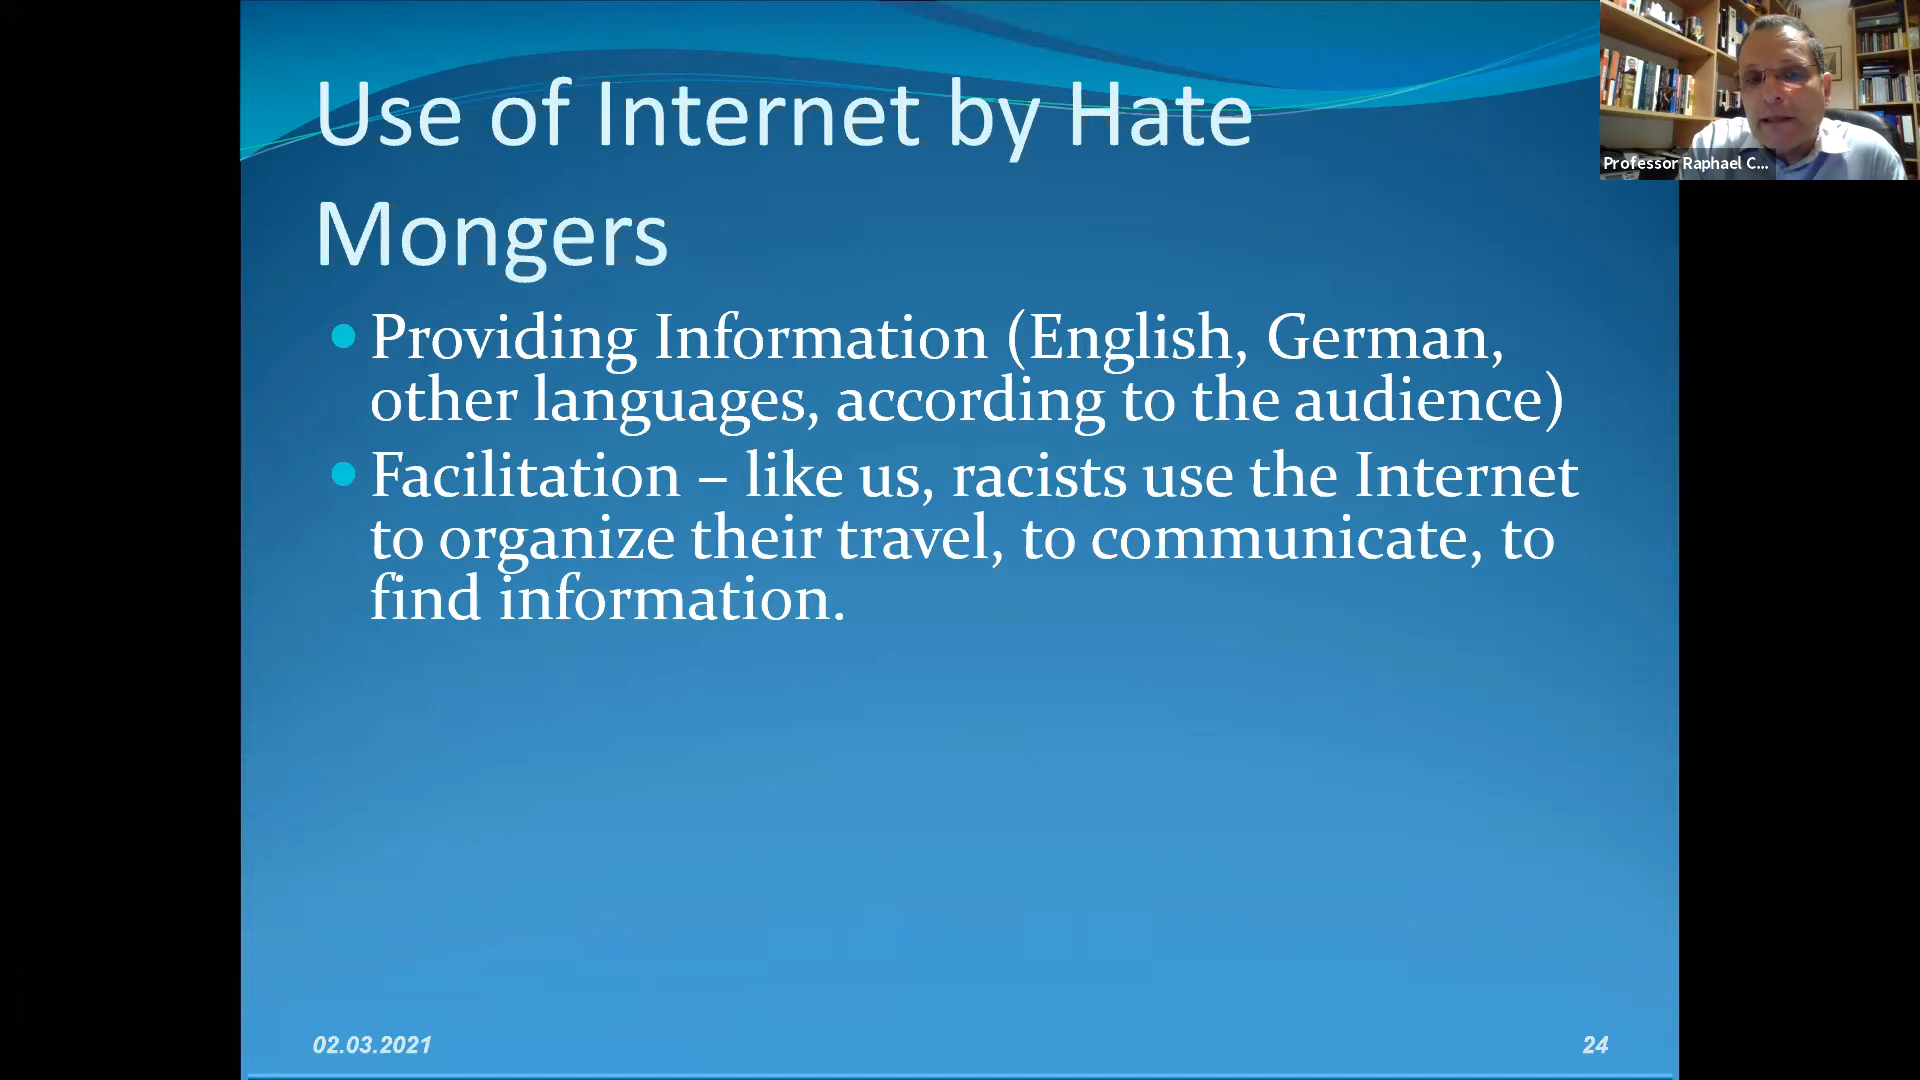 Use of Internet by Hate
Mongers
Providing Information (English, German,
other languages, according to the audience)
Facilitation – like us, racists use the Internet
to organize their travel, to communicate, to
find information.
Professor Raphael C...
02.03.2021
24